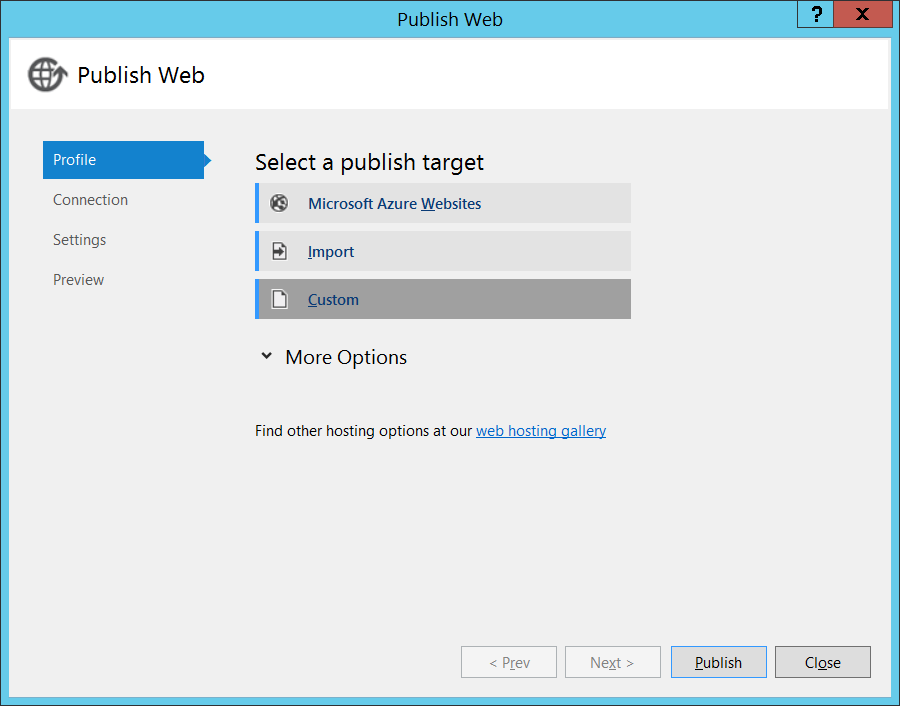 Publish Web
?
X
Publish Web
Profile
Connection
Settings
Preview
Select a publish target
Microsoft Azure Websites
Import
Custom
More Options
Find other hosting options at our web hosting gallery
< Prev
Next >
Publish
Close